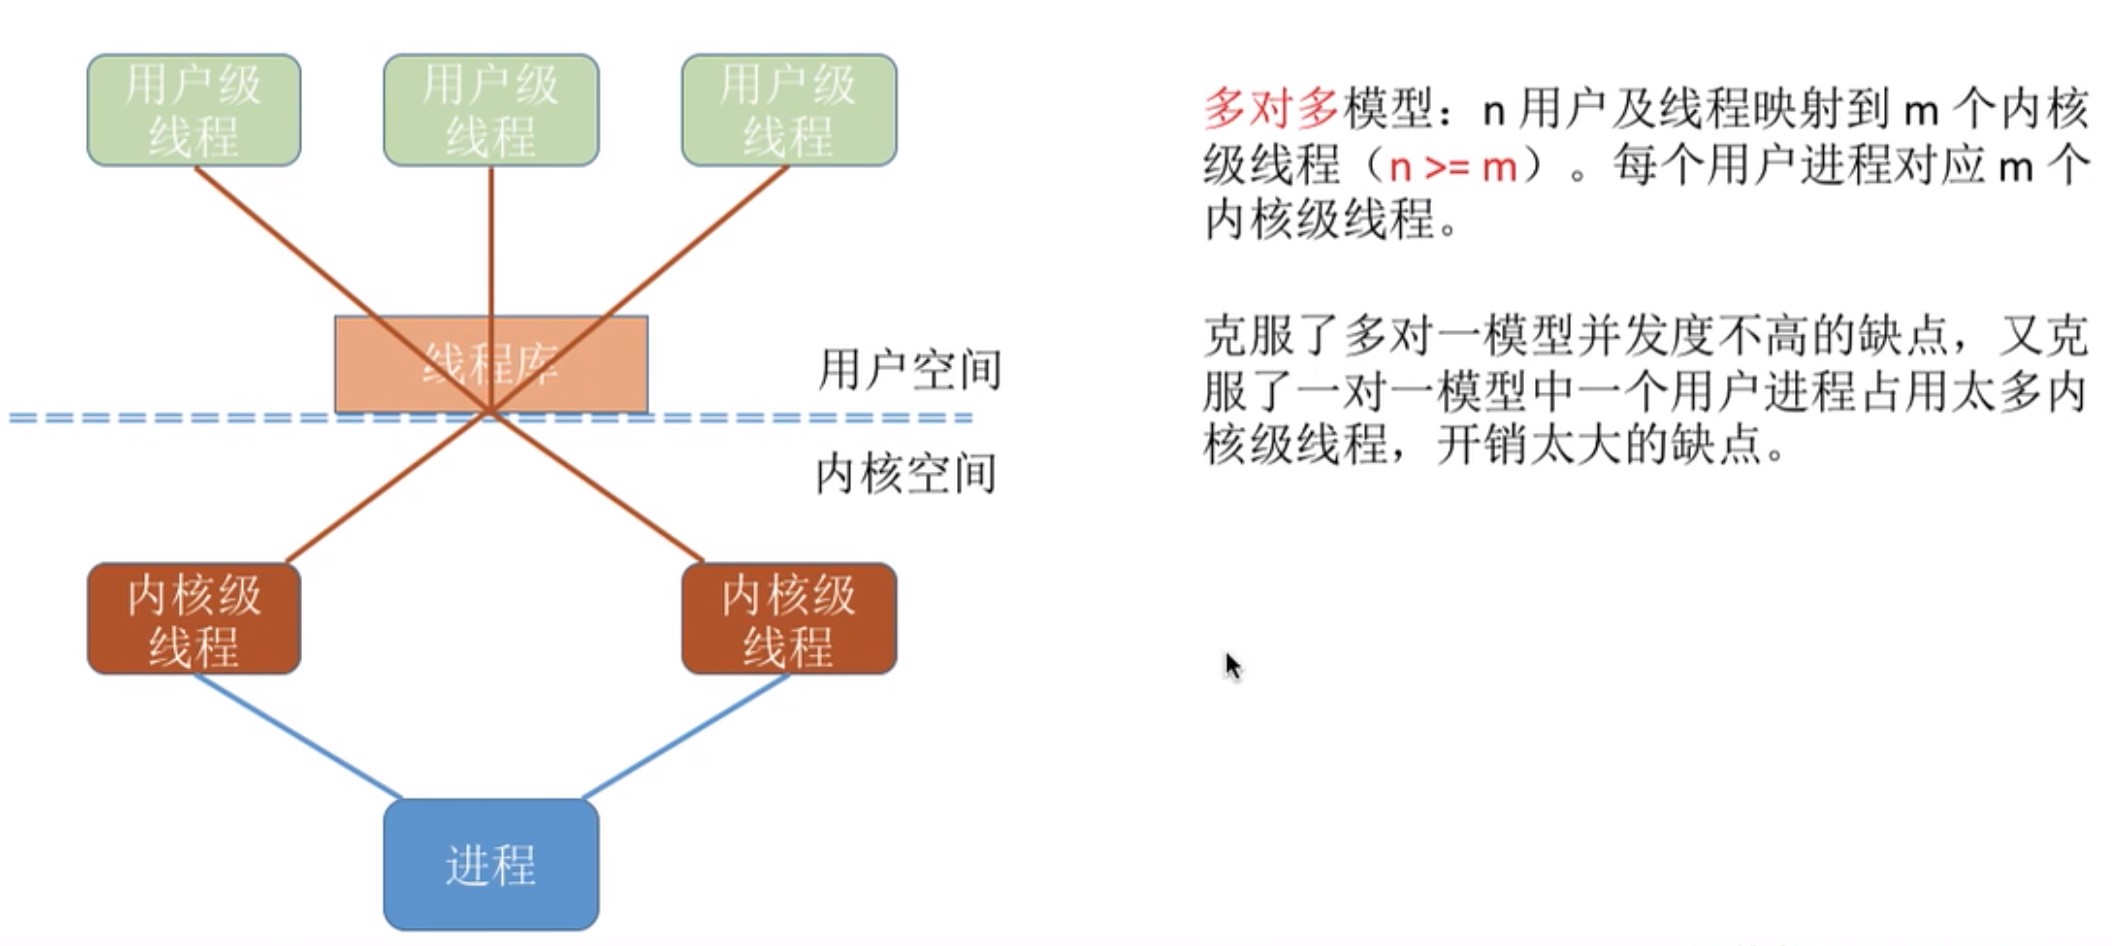 用户级
线程
用户级
线程
用户级
线程
线程库
用户空间
内核空间
内核级
线程
内核级
线程
进程
多对多模型：n 用户及线程映射到 m 个内核
级线程（n >= m）。每个用户进程对应 m 个
内核级线程。
克服了多对一模型并发度不高的缺点，又克
服了一对一模型中一个用户进程占用太多内
核级线程，开销太大的缺点。